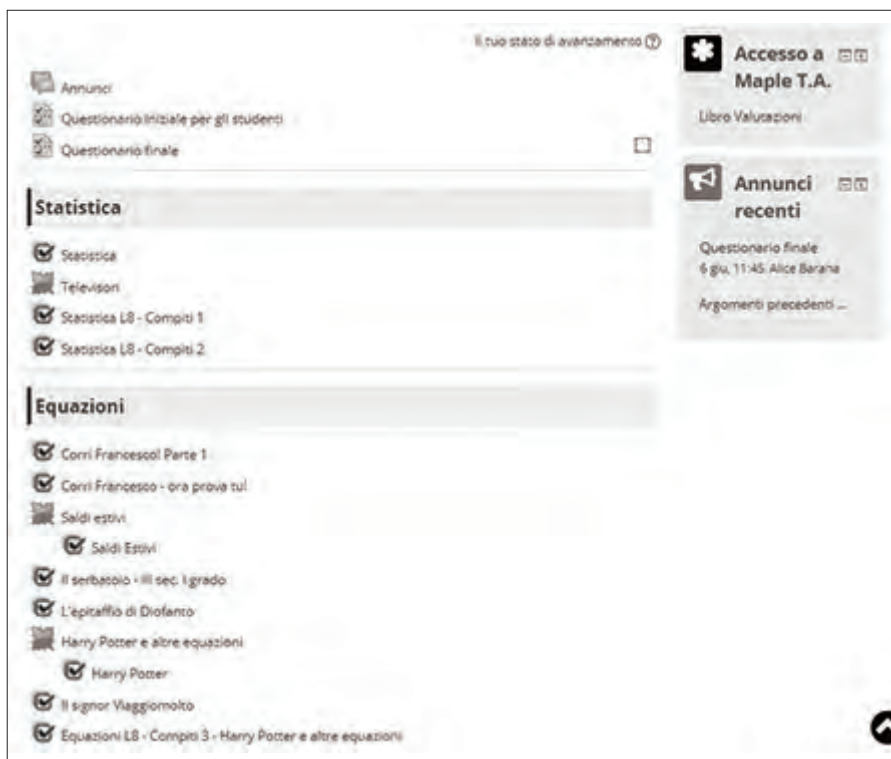 Il tuo stato di avanzamento
Annunci
Questionario iniziale per gli studenti
Questionario finale
Statistica
Statistica
Televisori
Statistica L8 - Compiti 1
Statistica L8 - Compiti 2
Equazioni
Corri Francesco! Parte 1
Corri Francesco - ora prova tu!
Saldi estivi
Saldi Estivi
Il serbatoio - III sec. I grado
L'epitaffio di Diofanto
Harry Potter e altre equazioni
Harry Potter
Il signor Viaggiomolto
Equazioni L8 - Compiti 3 - Harry Potter e altre equazioni
Accesso a
Maple T.A.
Libro Valutazioni
Annunci
recenti
Questionario finale
6 giu, 11:45 Alice Barana
Argomenti precedenti ...